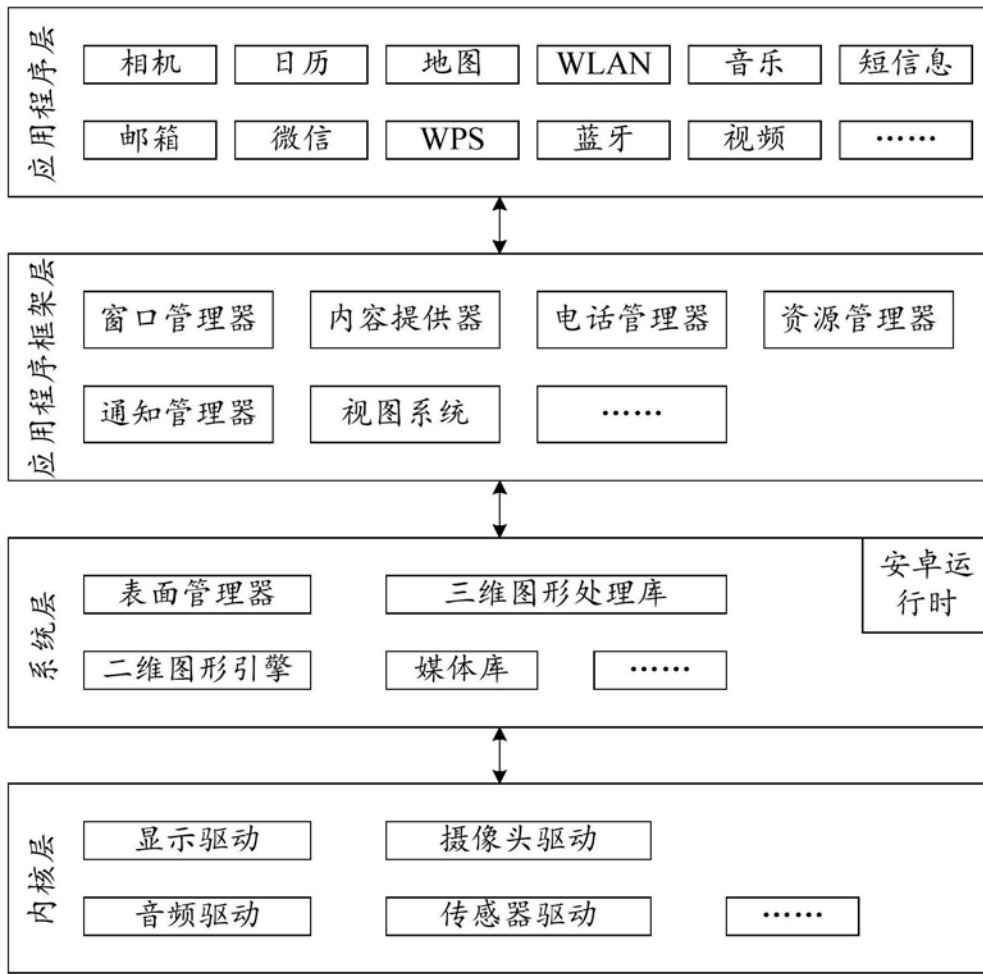 应用程序层
相机 日历 地图 WLAN 音乐 短信息
邮箱 微信 WPS 蓝牙 视频 ……
应用程序框架层
窗口管理器 内容提供器 电话管理器 资源管理器
通知管理器 视图系统 ……
系统层
表面管理器 三维图形处理库
二维图形引擎 媒体库 ……
安卓运
行时
内核层
显示驱动 摄像头驱动
音频驱动 传感器驱动 ……